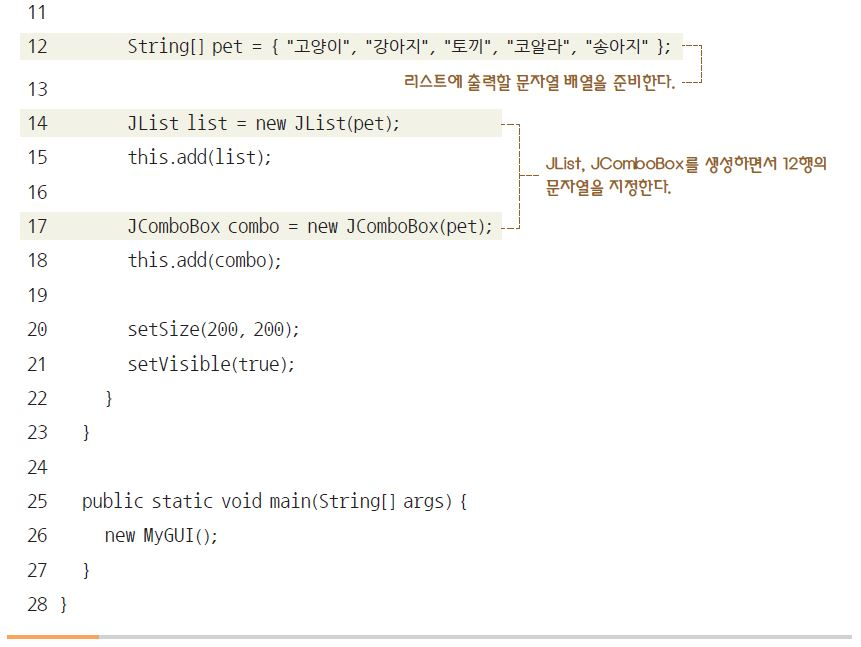 11
12 String[] pet = { "고양이", "강아지", "토끼", "코알라", "송아지" };
리스트에 출력할 문자열 배열을 준비한다.
13
14 JList list = new JList(pet);
15 this.add(list);
JList, JComboBox를 생성하면서 12행의
문자열을 지정한다.
16
17 JComboBox combo = new JComboBox(pet);
18 this.add(combo);
19
20 setSize(200, 200);
21 setVisible(true);
22 }
23 }
24
25 public static void main(String[] args) {
26 new MyGUI();
27 }
28 }